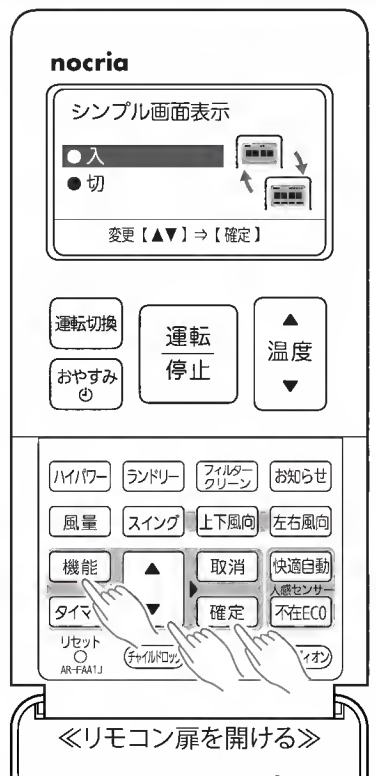 nocria
シンプル画面表示
入
切
変更【▲▼】⇒【確定】
運転切換
運転
停止
▲
温度
▼
おやすみ
ハイパワー
ランドリー
フィルター
クリーン
お知らせ
風量
スイング
上下風向
左右風向
機能
▲
取消
快適自動
人感センサー
▼
確定
不在ECO
リセット
AR-FAA1J
≪リモコン扉を開ける≫